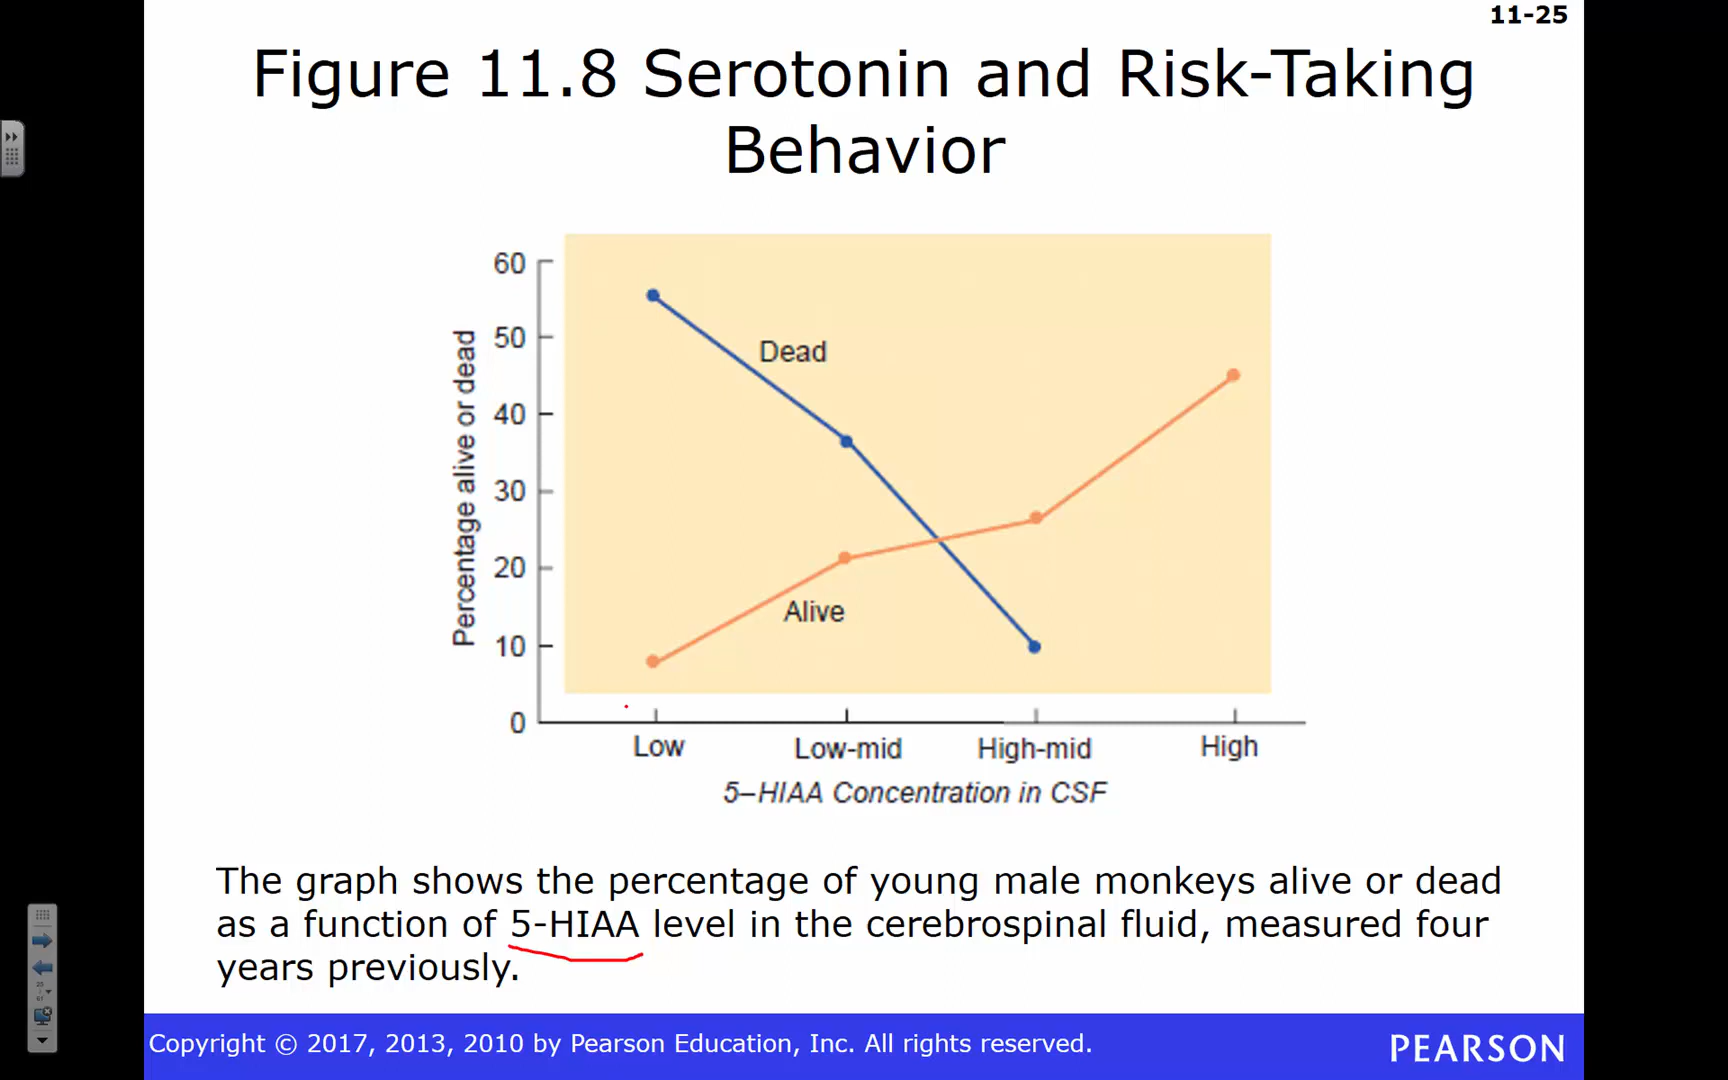 11-25
Figure 11.8 Serotonin and Risk-Taking
Behavior
60
50
40
30
20
10
0
Percentage alive or dead
Dead
Alive
Low
Low-mid
High-mid
High
5–HIAA Concentration in CSF
The graph shows the percentage of young male monkeys alive or dead
as a function of 5-HIAA level in the cerebrospinal fluid, measured four
years previously.
Copyright © 2017, 2013, 2010 by Pearson Education, Inc. All rights reserved.
PEARSON